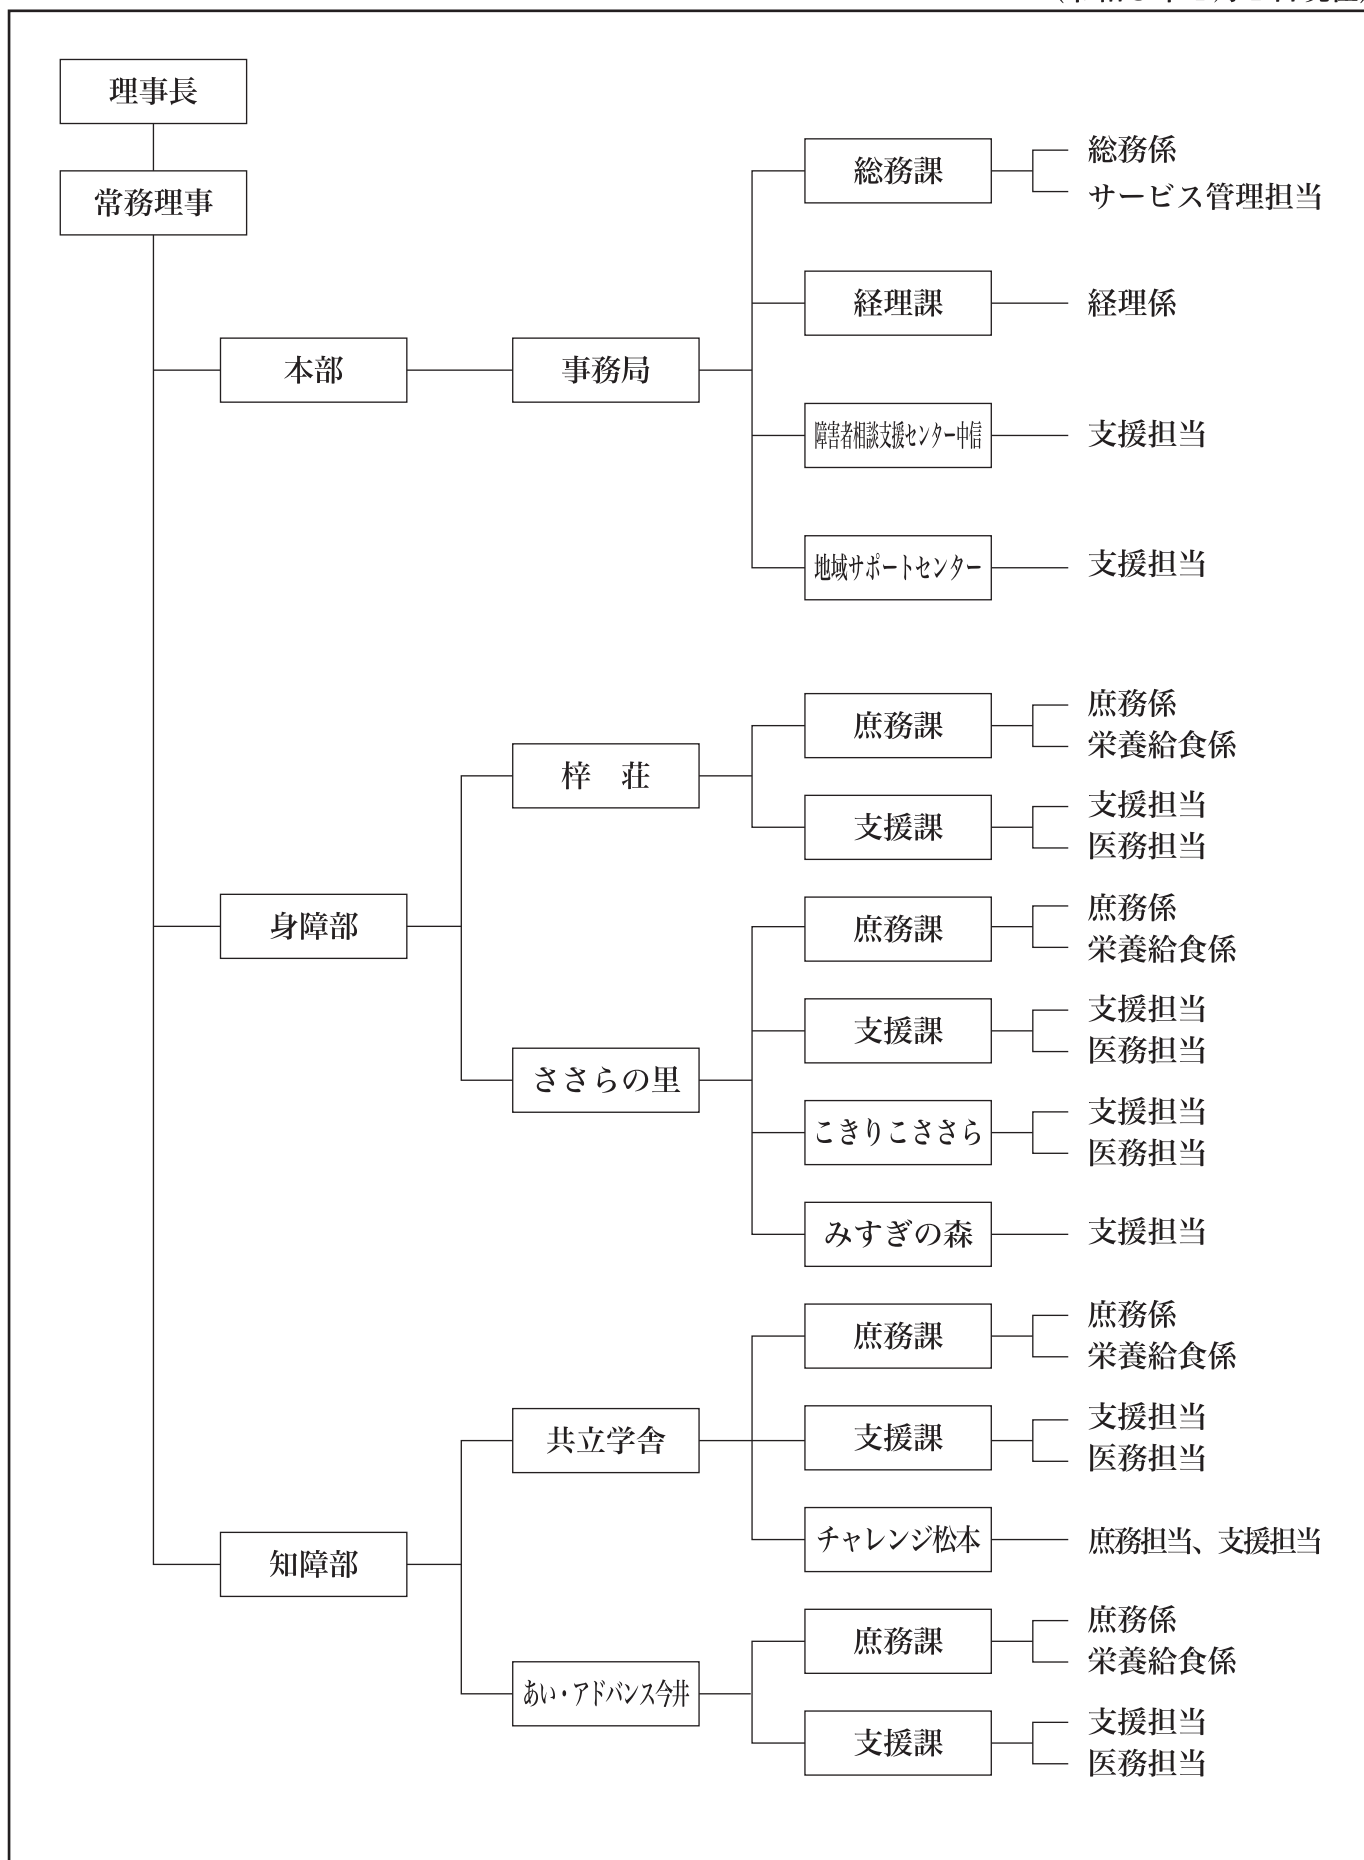 理事長
常務理事
本部
事務局
総務課
総務係
サービス管理担当
経理課
経理係
障害者相談支援センター中信
支援担当
地域サポートセンター
支援担当
身障部
梓　荘
庶務課
庶務係
栄養給食係
支援課
支援担当
医務担当
ささらの里
庶務課
庶務係
栄養給食係
支援課
支援担当
医務担当
こきりこささら
支援担当
医務担当
みすぎの森
支援担当
知障部
共立学舎
庶務課
庶務係
栄養給食係
支援課
支援担当
医務担当
チャレンジ松本
庶務担当、支援担当
あい・アドバンス今井
庶務課
庶務係
栄養給食係
支援課
支援担当
医務担当